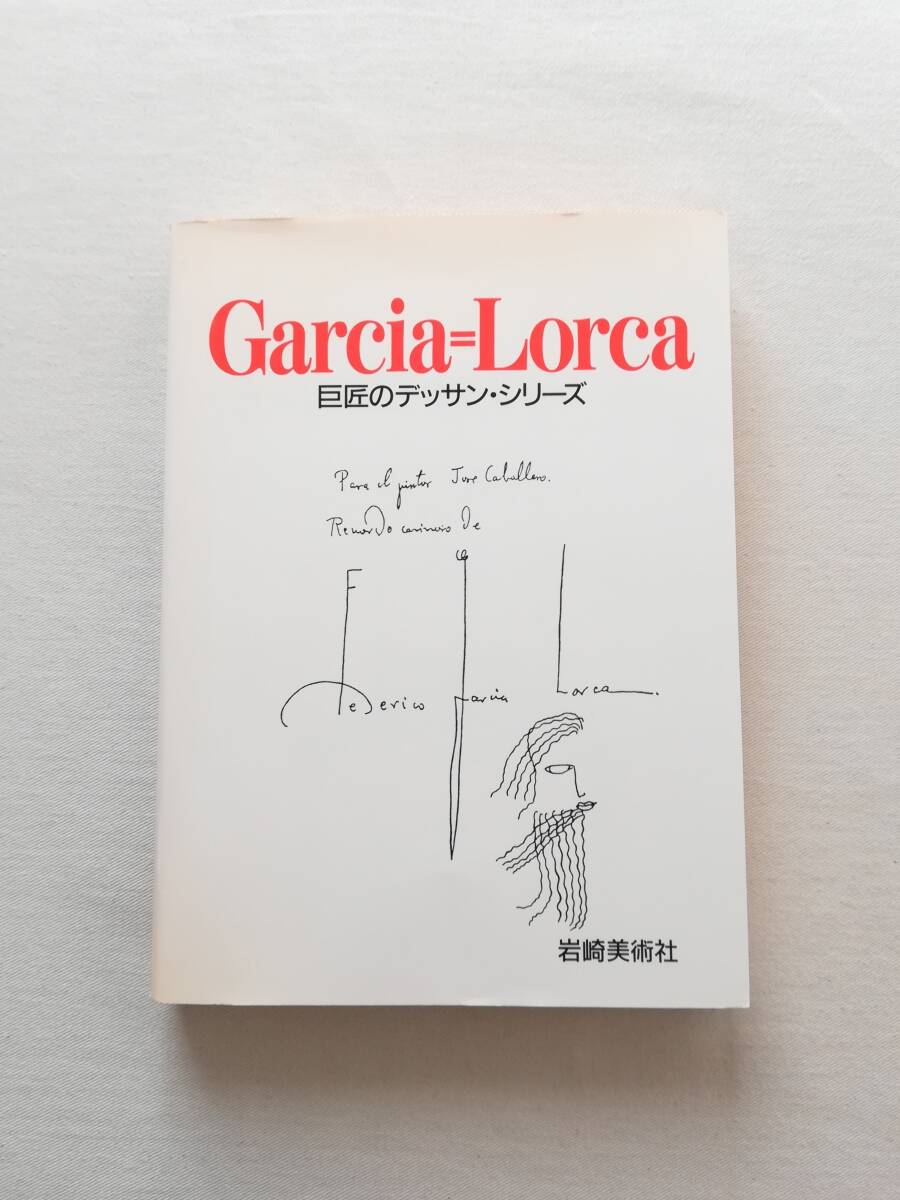 Garcia=Lorca
巨匠のデッサン・シリーズ
Para el pintor Jose Caballero.
Recuerdo cariñoso de
F G L
Federico Garcia Lorca
岩崎美術社